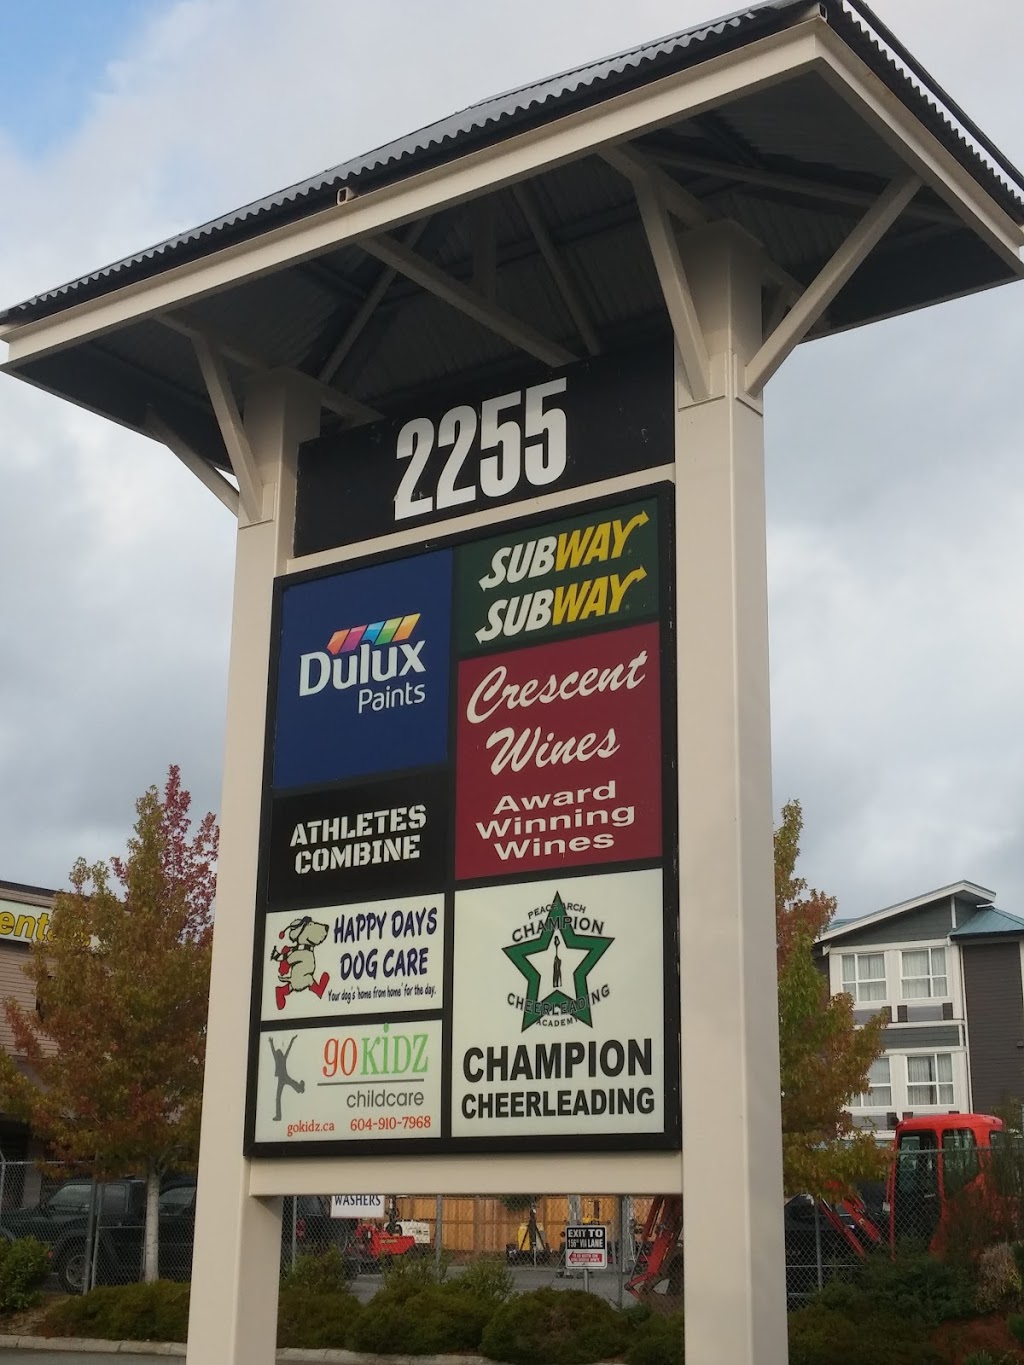 2255
SUBWAY
SUBWAY
Dulux
Paints
Crescent
Wines
Award
Winning
Wines
ATHLETES
COMBINE
HAPPY DAYS
DOG CARE
Your dog's 'home from home' for the day.
PEACE ARCH
CHAMPION
CHEERLEADING
ACADEMY
CHAMPION
CHEERLEADING
goKiDZ
childcare
gokidz.ca 604-910-7968
WASHERS
EXIT TO